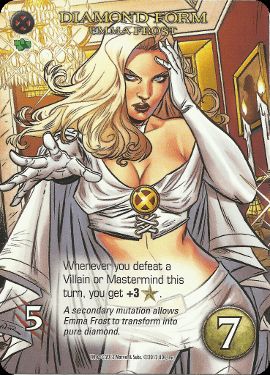 DIAMOND FORM
EMMA FROST
Whenever you defeat a
Villain or Mastermind this
turn, you get +3
A secondary mutation allows
Emma Frost to transform into
pure diamond.
5
7